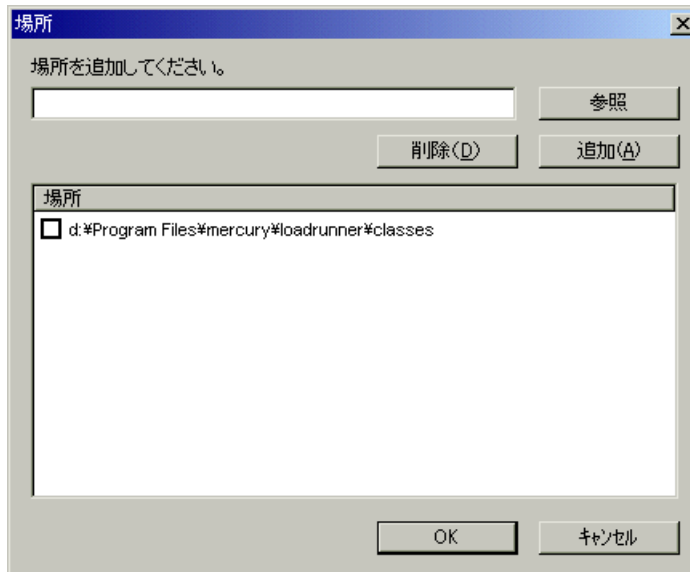 場所
場所を追加してください。
参照
削除(D)
追加(A)
場所
d:¥Program Files¥mercury¥loadrunner¥classes
OK
キャンセル